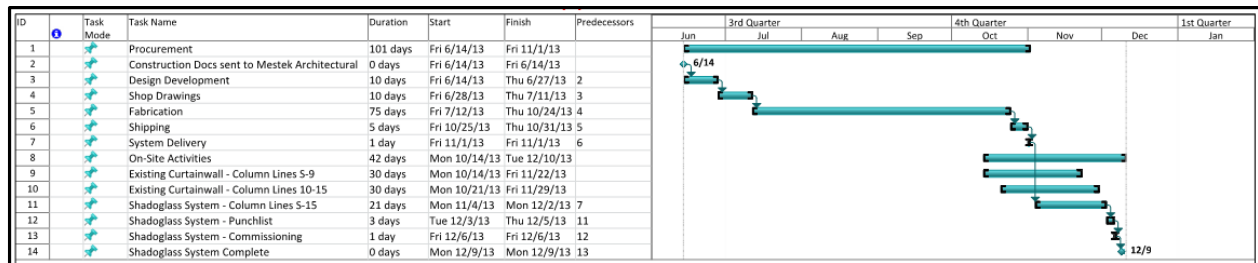 ID Task Mode Task Name Duration Start Finish Predecessors 3rd Quarter 4th Quarter 1st Quarter
Jun Jul Aug Sep Oct Nov Dec Jan
1 Procurement 101 days Fri 6/14/13 Fri 11/1/13
2 Construction Docs sent to Mestek Architectural 0 days Fri 6/14/13 Fri 6/14/13 6/14
3 Design Development 10 days Fri 6/14/13 Thu 6/27/13 2
4 Shop Drawings 10 days Fri 6/28/13 Thu 7/11/13 3
5 Fabrication 75 days Fri 7/12/13 Thu 10/24/13 4
6 Shipping 5 days Fri 10/25/13 Thu 10/31/13 5
7 System Delivery 1 day Fri 11/1/13 Fri 11/1/13 6
8 On-Site Activities 42 days Mon 10/14/13 Tue 12/10/13
9 Existing Curtainwall - Column Lines S-9 30 days Mon 10/14/13 Fri 11/22/13
10 Existing Curtainwall - Column Lines 10-15 30 days Mon 10/21/13 Fri 11/29/13
11 Shadoglass System - Column Lines S-15 21 days Mon 11/4/13 Mon 12/2/13 7
12 Shadoglass System - Punchlist 3 days Tue 12/3/13 Thu 12/5/13 11
13 Shadoglass System - Commissioning 1 day Fri 12/6/13 Fri 12/6/13 12
14 Shadoglass System Complete 0 days Mon 12/9/13 Mon 12/9/13 13 12/9